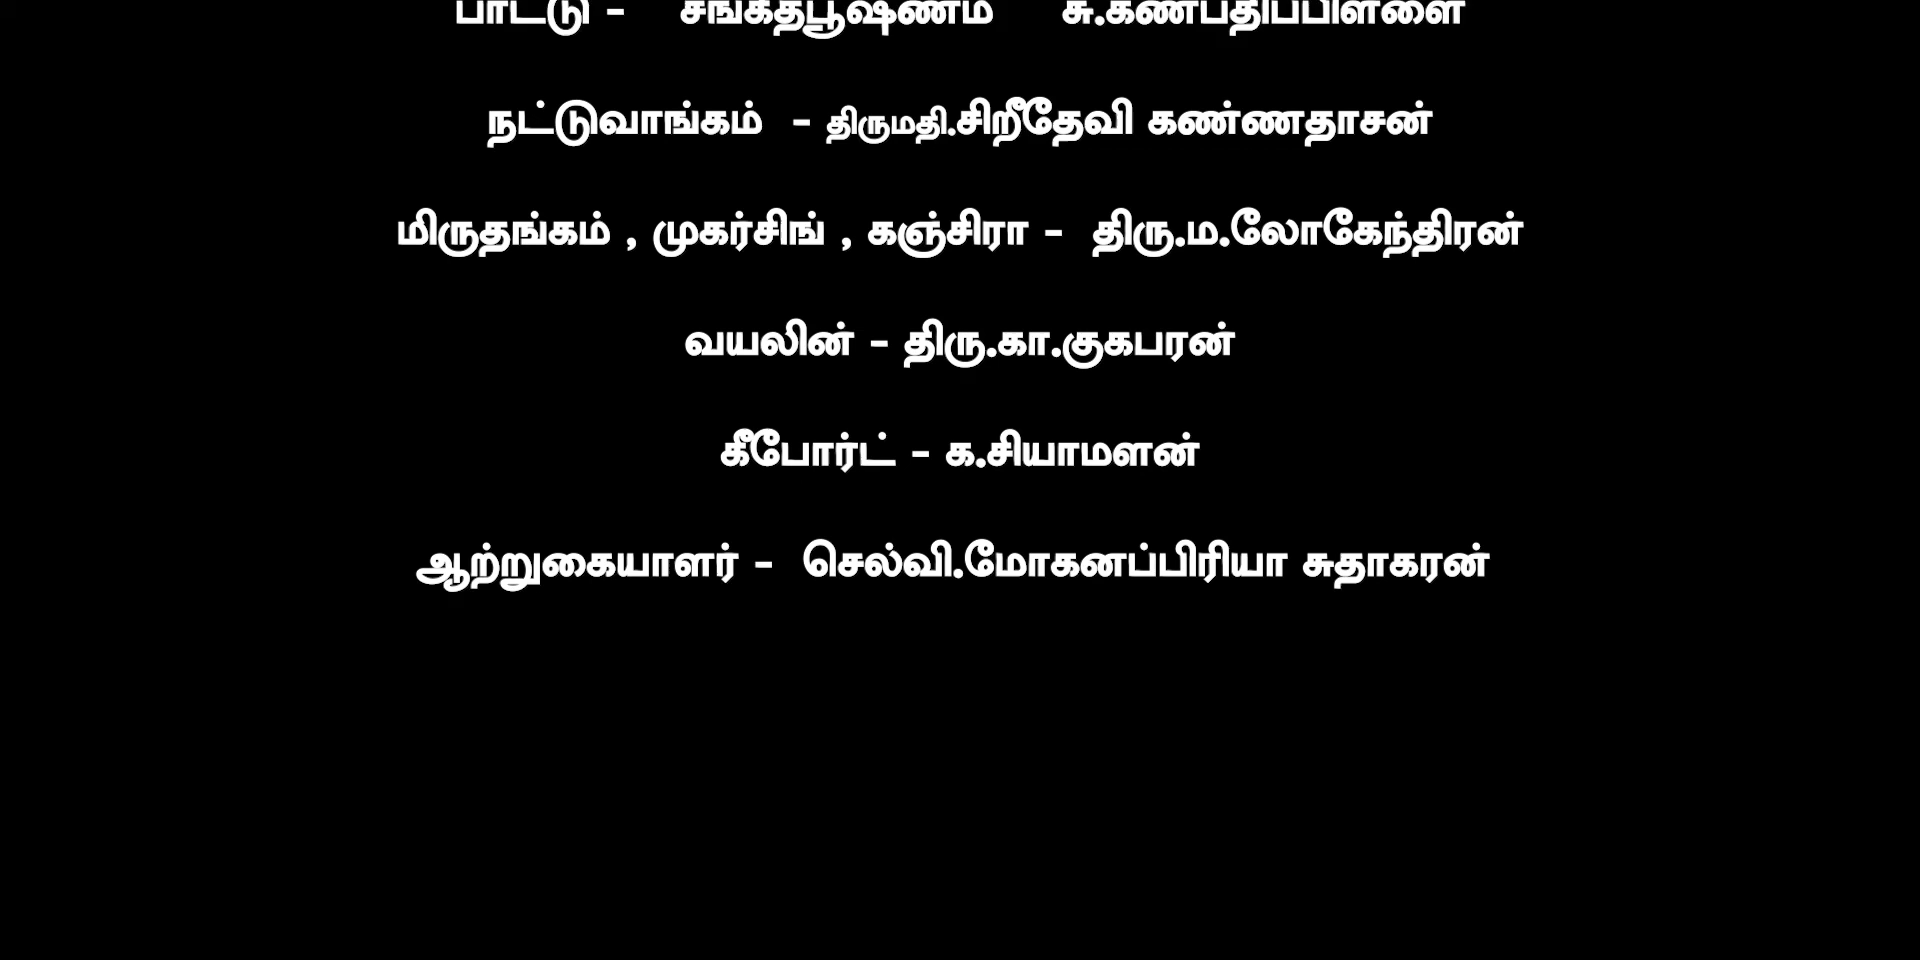 பாட்டு - சங்கீதபூஷணம் சு.கணபதிப்பிள்ளை
நட்டுவாங்கம் - திருமதி.சிறீதேவி கண்ணதாசன்
மிருதங்கம் , முகர்சிங் , கஞ்சிரா - திரு.ம.லோகேந்திரன்
வயலின் - திரு.கா.குகபரன்
கீபோர்ட் - க.சியாமளன்
ஆற்றுகையாளர் - செல்வி.மோகனப்பிரியா சுதாகரன்